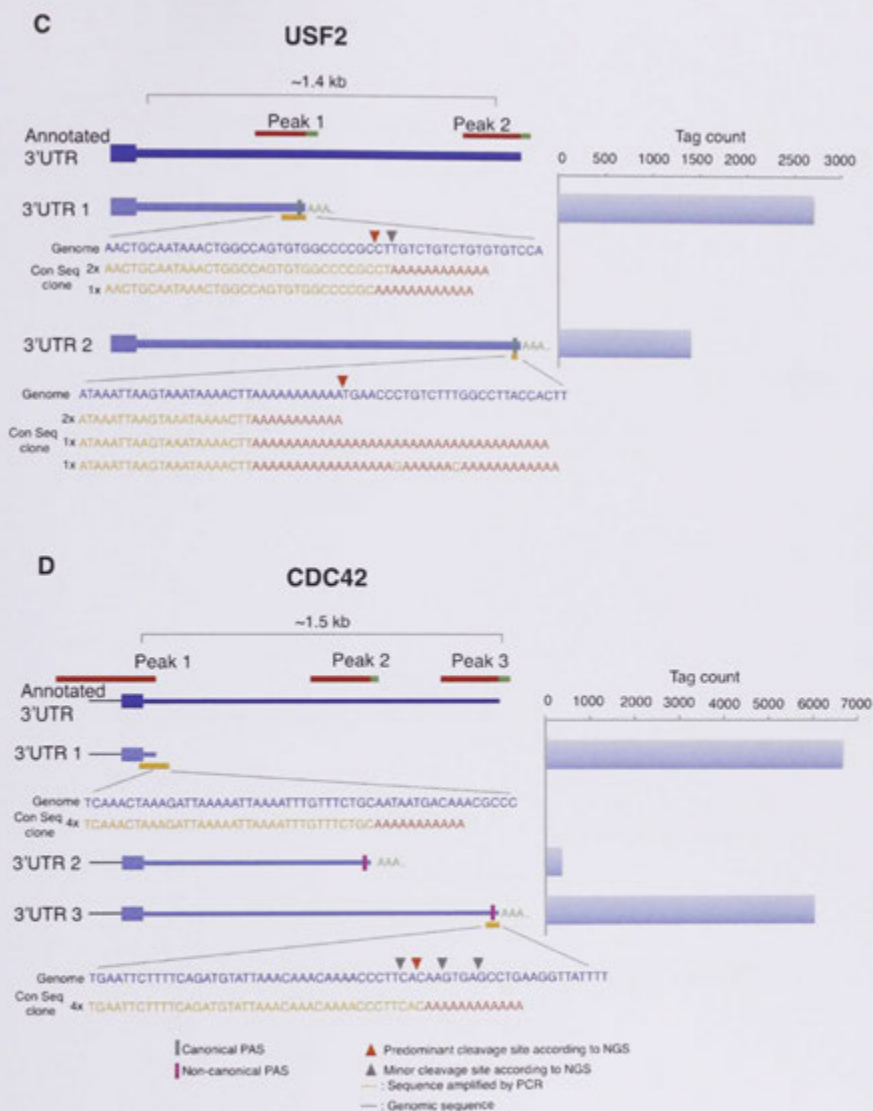 C
USF2
~1.4 kb
Peak 1
Peak 2
Annotated
3'UTR
Tag count
0 500 1000 1500 2000 2500 3000
3'UTR 1
AAA..
Genome AACTGCAATAAACTGGCCAGTGTGGCCCCGCCTTGTCTGTCTGTGTGTCCA
Con Seq
clone
2x AACTGCAATAAACTGGCCAGTGTGGCCCCGCCTAAAAAAAAAAAA
1x AACTGCAATAAACTGGCCAGTGTGGCCCCGCAAAAAAAAAAAA
3'UTR 2
AAA..
Genome ATAAATTAAGTAAATAAAACTTAAAAAAAAAAATGAACCCTGTCTTTGGCCTTACCACTT
Con Seq
clone
2x ATAAATTAAGTAAATAAAACTTAAAAAAAAAAA
1x ATAAATTAAGTAAATAAAACTTAAAAAAAAAAAAAAAAAAAAAAAAAAAAAAAAAAAAA
1x ATAAATTAAGTAAATAAAACTTAAAAAAAAAAAAAAAAAGAAAAAACAAAAAAAAAAAA
D
CDC42
~1.5 kb
Peak 1
Peak 2
Peak 3
Annotated
3'UTR
Tag count
0 1000 2000 3000 4000 5000 6000 7000
3'UTR 1
Genome TCAAACTAAAGATTAAAAATTAAAATTTGTTTCTGCAATAATGACAAACGCCC
Con Seq
clone
4x TCAAACTAAAGATTAAAAATTAAAATTTGTTTCTGCAAAAAAAAAAA
3'UTR 2
AAA..
3'UTR 3
AAA..
Genome TGAATTCTTTTCAGATGTATTAAACAAACAAAACCCTTCACAAGTGAGCCTGAAGGTTATTTT
Con Seq
clone
4x TGAATTCTTTTCAGATGTATTAAACAAACAAAACCCTTCACAAAAAAAAAAAA
Canonical PAS
Non-canonical PAS
Predominant cleavage site according to NGS
Minor cleavage site according to NGS
: Sequence amplified by PCR
: Genomic sequence